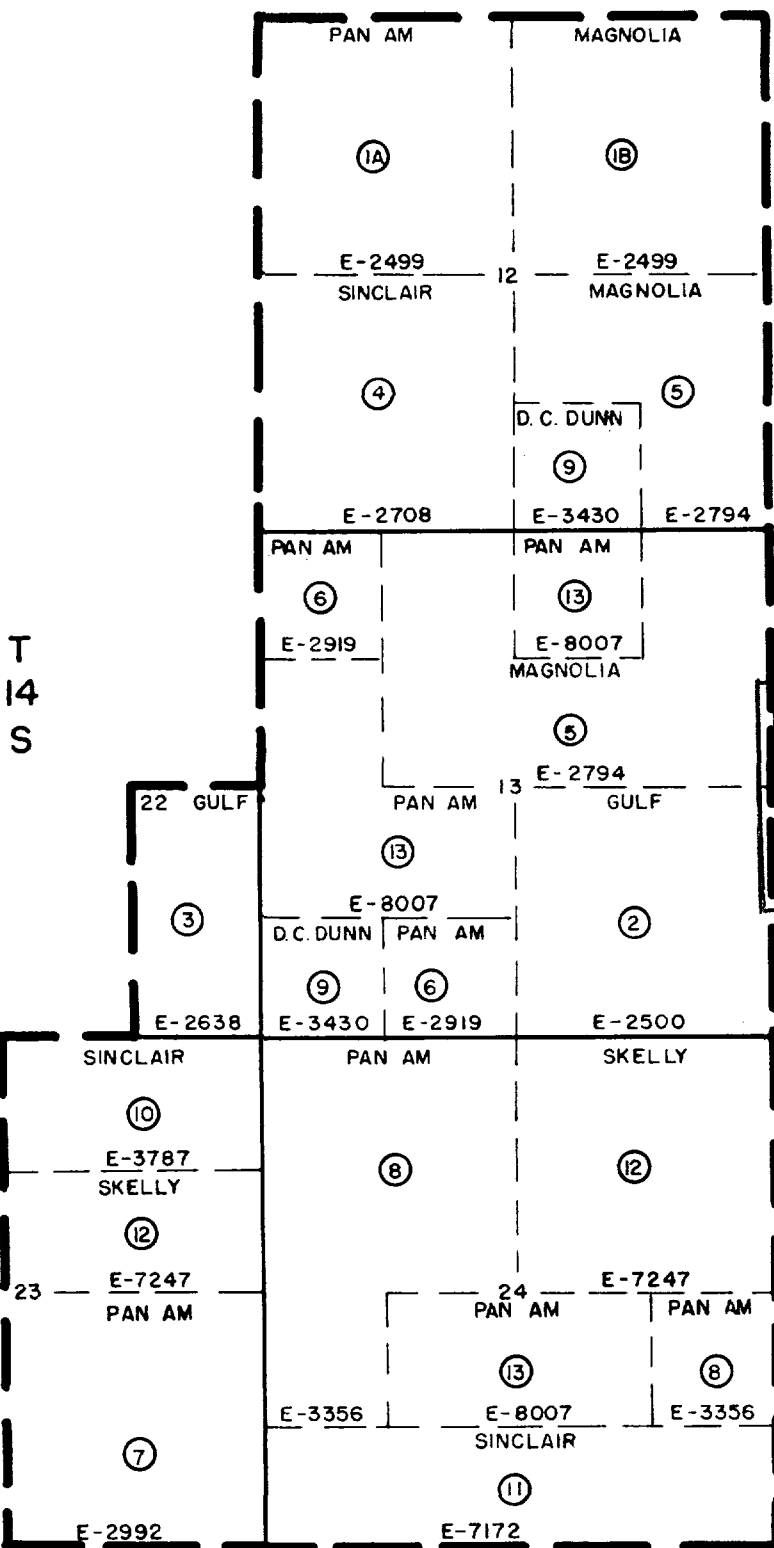 PAN AM MAGNOLIA
1A 1B
E-2499 12 E-2499
SINCLAIR MAGNOLIA
4 5
D. C. DUNN
9
E-2708 E-3430 E-2794
PAN AM PAN AM
6 13
E-2919 E-8007
MAGNOLIA
T
14
S
5
E-2794
22 GULF PAN AM 13 GULF
13
E-8007
3 2
D. C. DUNN PAN AM
9 6
E-2638 E-3430 E-2919 E-2500
SINCLAIR PAN AM SKELLY
10
E-3787 8 12
SKELLY
12
23 E-7247 24 E-7247
PAN AM PAN AM PAN AM
13 8
E-3356 E-8007 E-3356
SINCLAIR
7
11
E-2992 E-7172